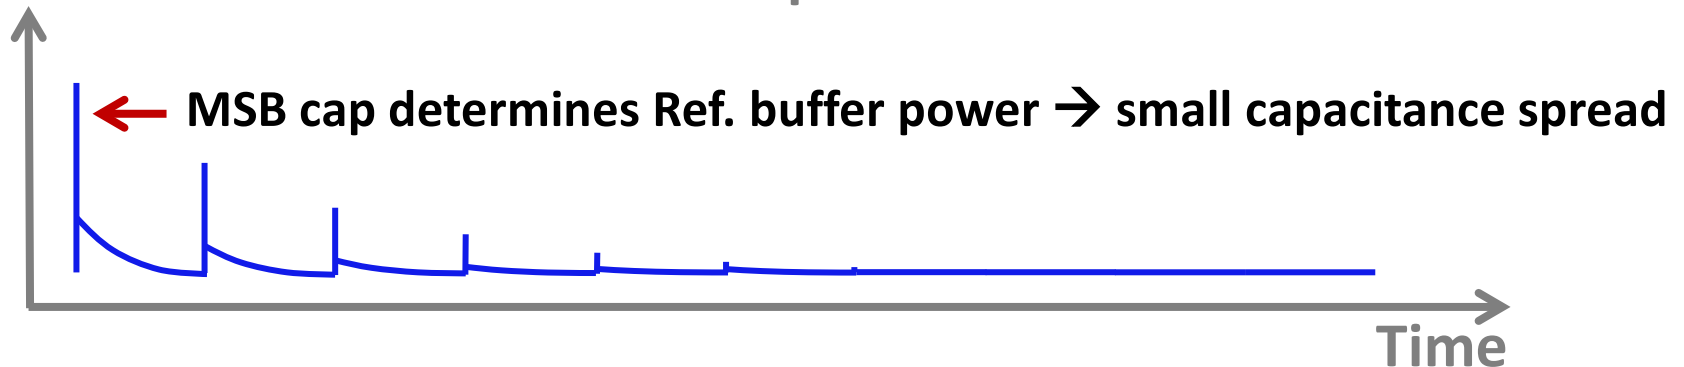 MSB cap determines Ref. buffer power → small capacitance spread
Time